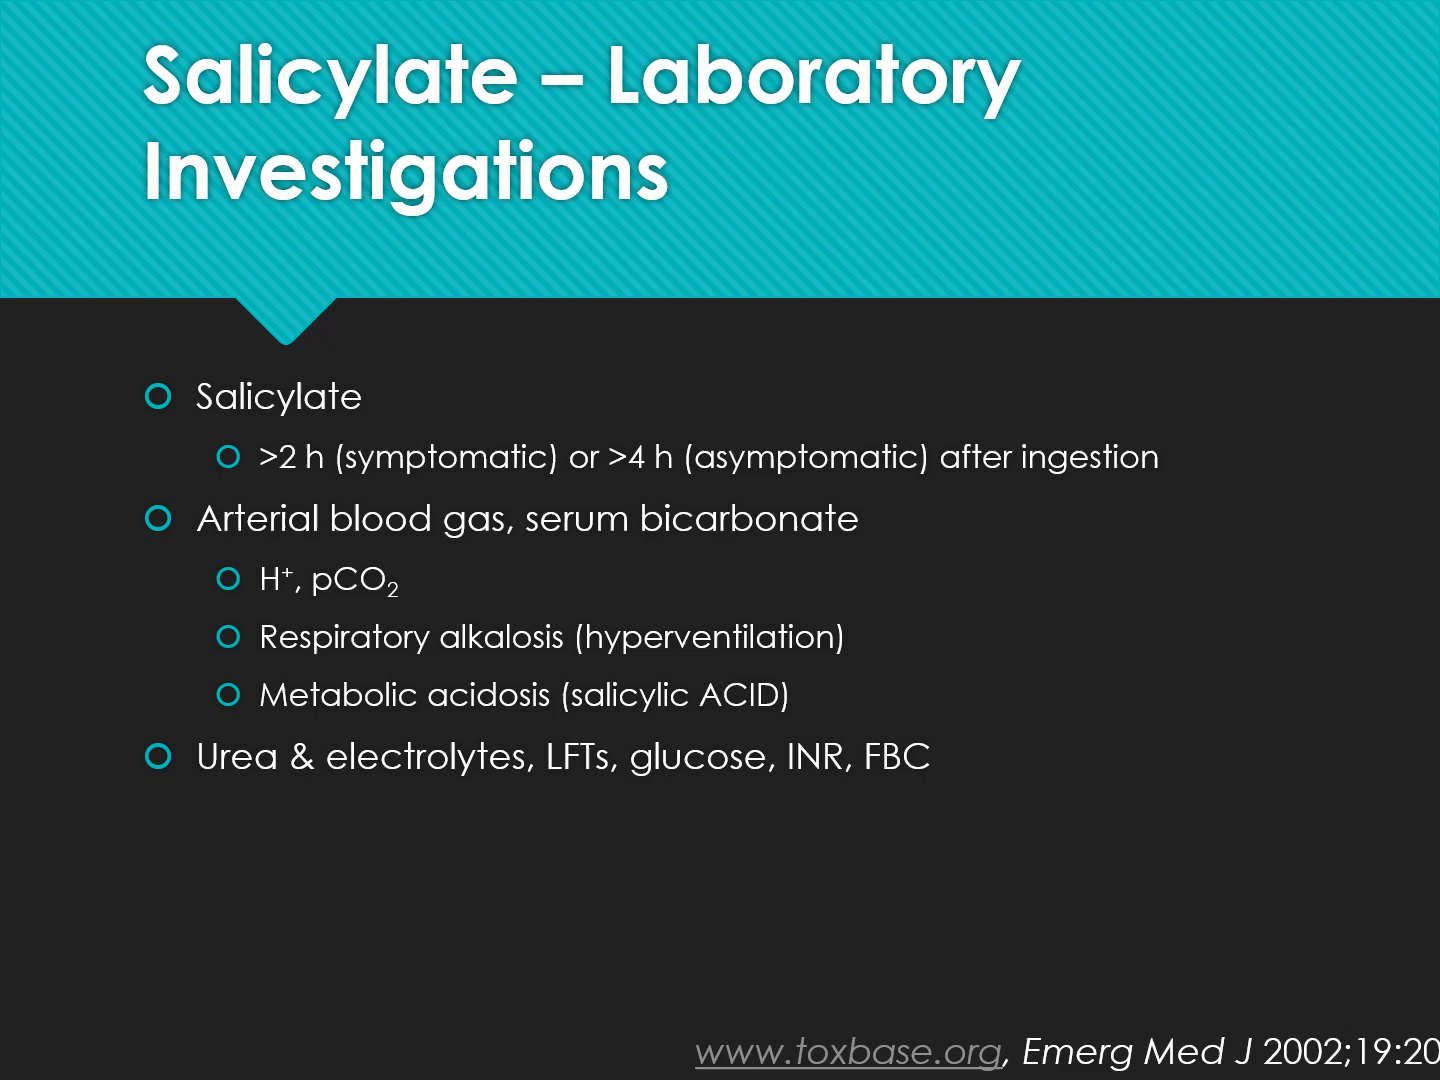 Salicylate – Laboratory
Investigations
Salicylate
>2 h (symptomatic) or >4 h (asymptomatic) after ingestion
Arterial blood gas, serum bicarbonate
H⁺, pCO₂
Respiratory alkalosis (hyperventilation)
Metabolic acidosis (salicylic ACID)
Urea & electrolytes, LFTs, glucose, INR, FBC
www.toxbase.org, Emerg Med J 2002;19:20